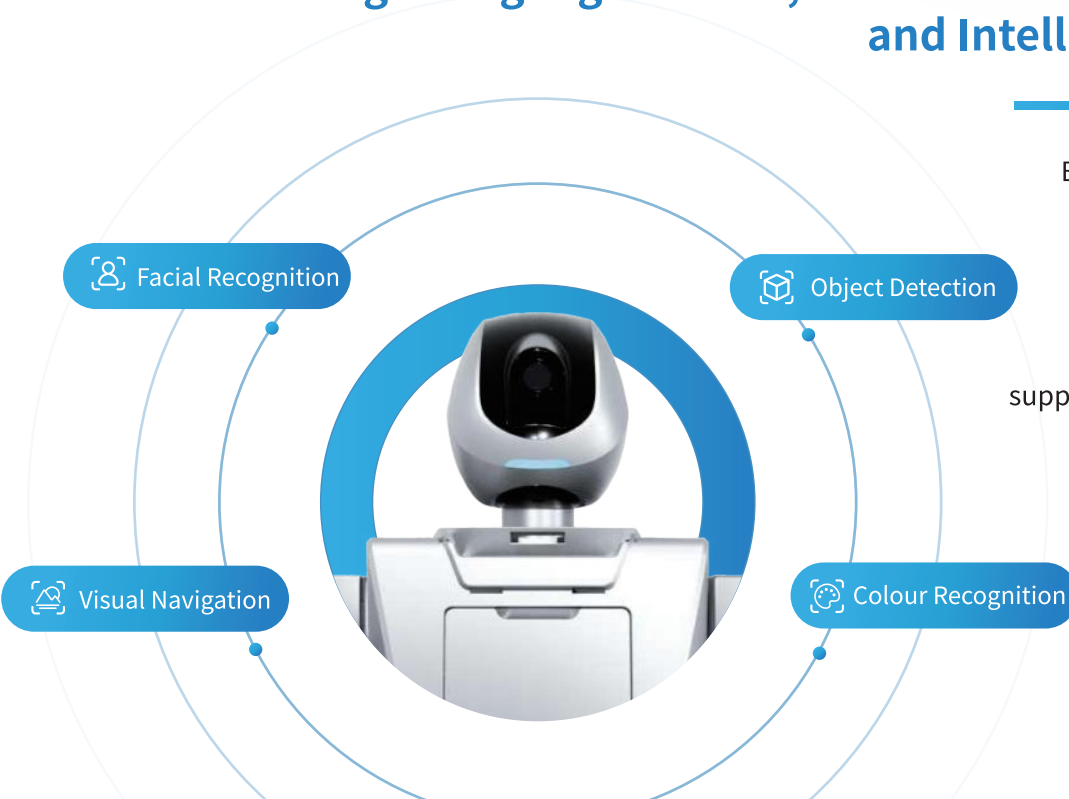 and Intell
Facial Recognition
Object Detection
supp
Visual Navigation
Colour Recognition